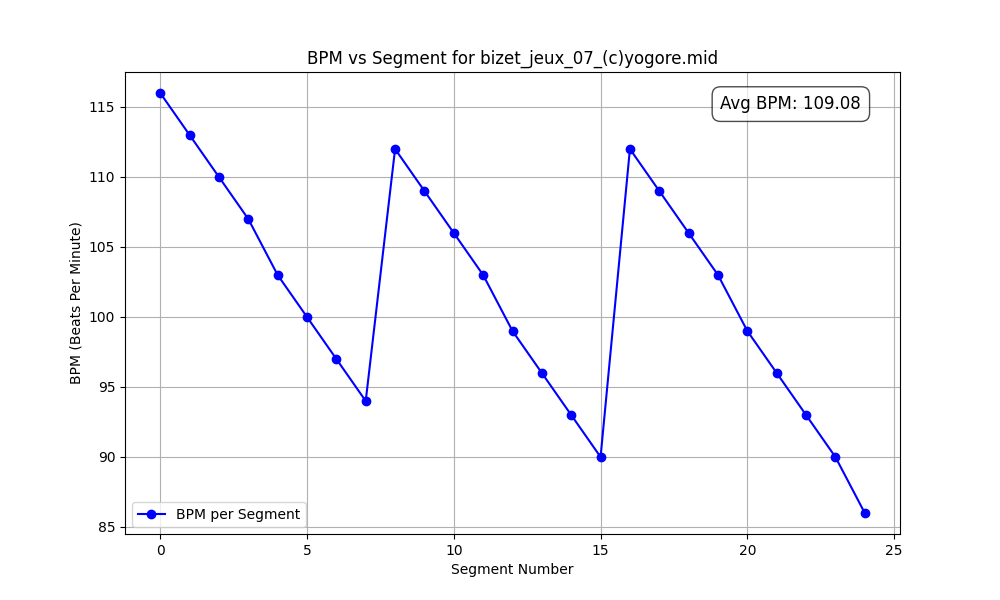 BPM vs Segment for bizet_jeux_07_(c)yogore.mid
Avg BPM: 109.08
BPM (Beats Per Minute)
115
110
105
100
95
90
85
BPM per Segment
0 5 10 15 20 25
Segment Number